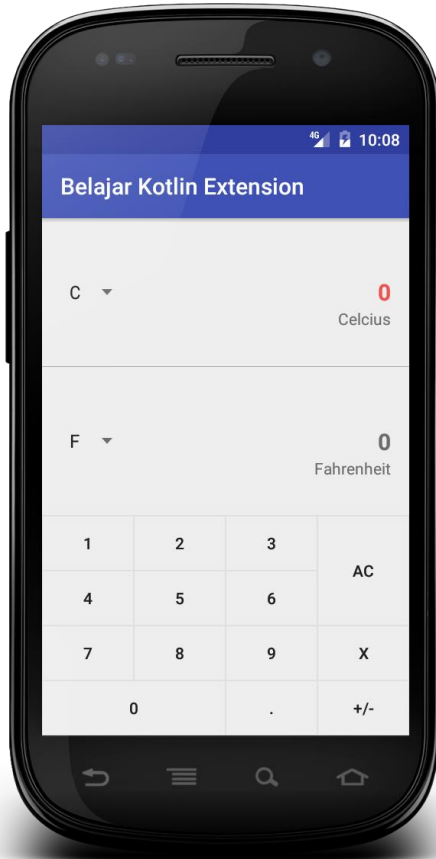 4G 10:08
Belajar Kotlin Extension
C 0
Celcius
F 0
Fahrenheit
1 2 3
AC
4 5 6
7 8 9 X
0 . +/-